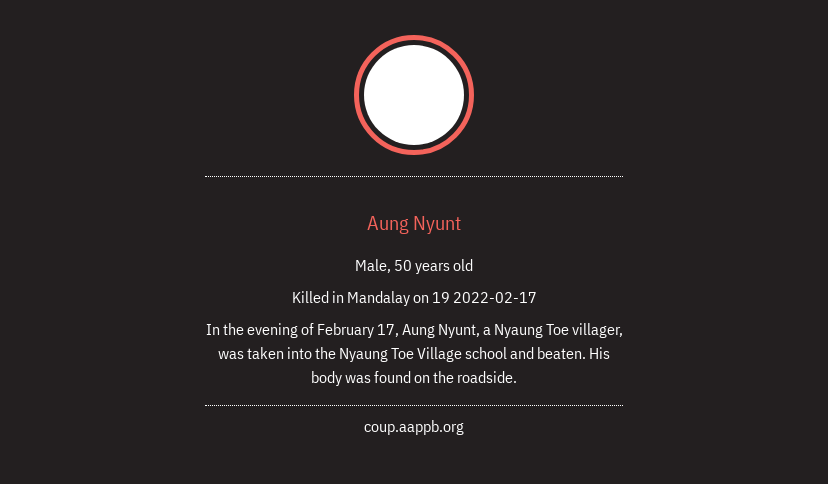 Aung Nyunt
Male, 50 years old
Killed in Mandalay on 19 2022-02-17
In the evening of February 17, Aung Nyunt, a Nyaung Toe villager,
was taken into the Nyaung Toe Village school and beaten. His
body was found on the roadside.
coup.aappb.org